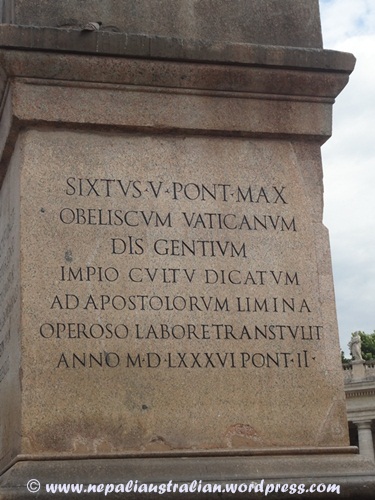 SIXTVS·V·PONT·MAX
OBELISCVM VATICANVM
DIS GENTIVM
IMPIO CVLTV DICATVM
AD APOSTOLORVM LIMINA
OPEROSO LABORE TRANSTVLIT
ANNO M·D·LXXXVI PONT·II·
© www.nepaliaustralian.wordpress.com